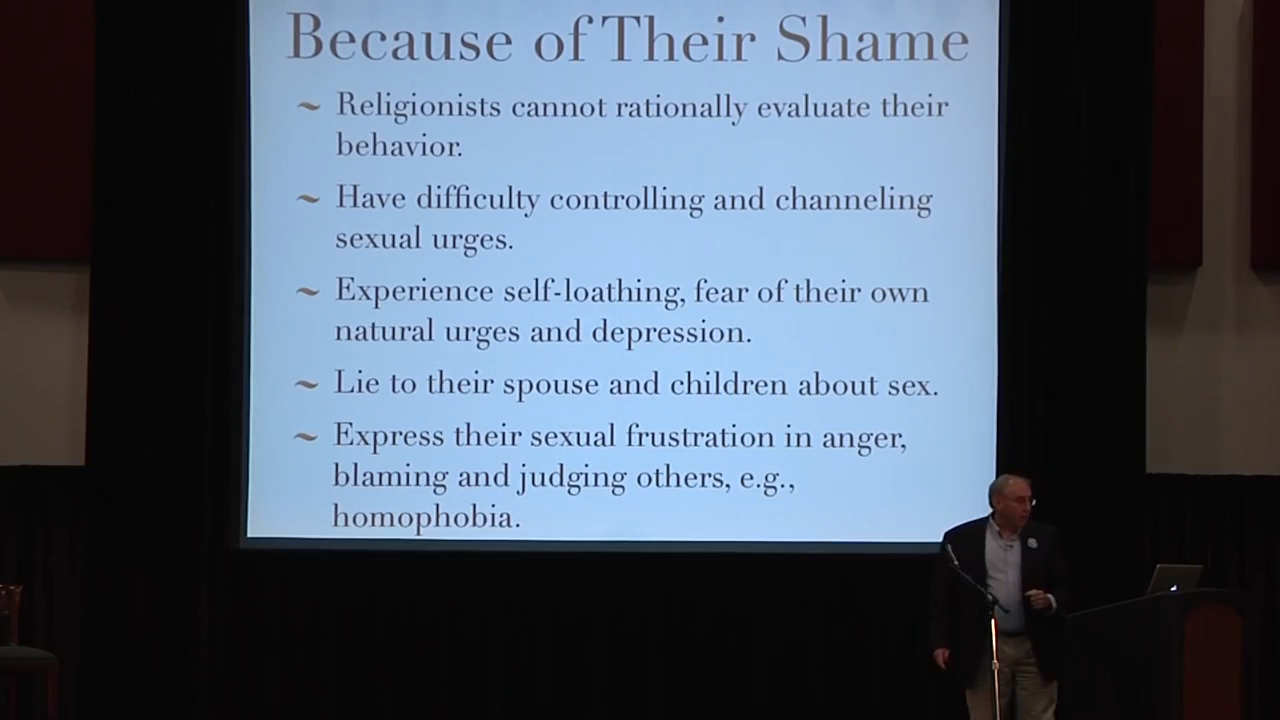 Because of Their Shame
~ Religionists cannot rationally evaluate their
behavior.
~ Have difficulty controlling and channeling
sexual urges.
~ Experience self-loathing, fear of their own
natural urges and depression.
~ Lie to their spouse and children about sex.
~ Express their sexual frustration in anger,
blaming and judging others, e.g.,
homophobia.